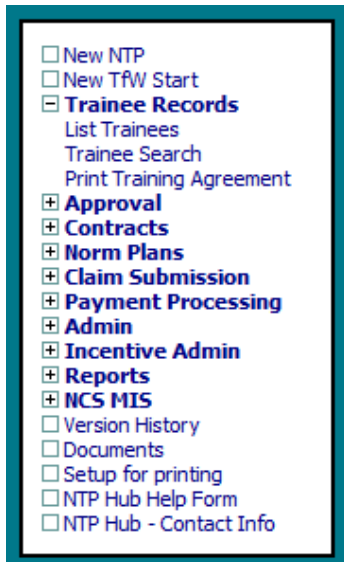 New NTP
New TfW Start
Trainee Records
List Trainees
Trainee Search
Print Training Agreement
Approval
Contracts
Norm Plans
Claim Submission
Payment Processing
Admin
Incentive Admin
Reports
NCS MIS
Version History
Documents
Setup for printing
NTP Hub Help Form
NTP Hub - Contact Info